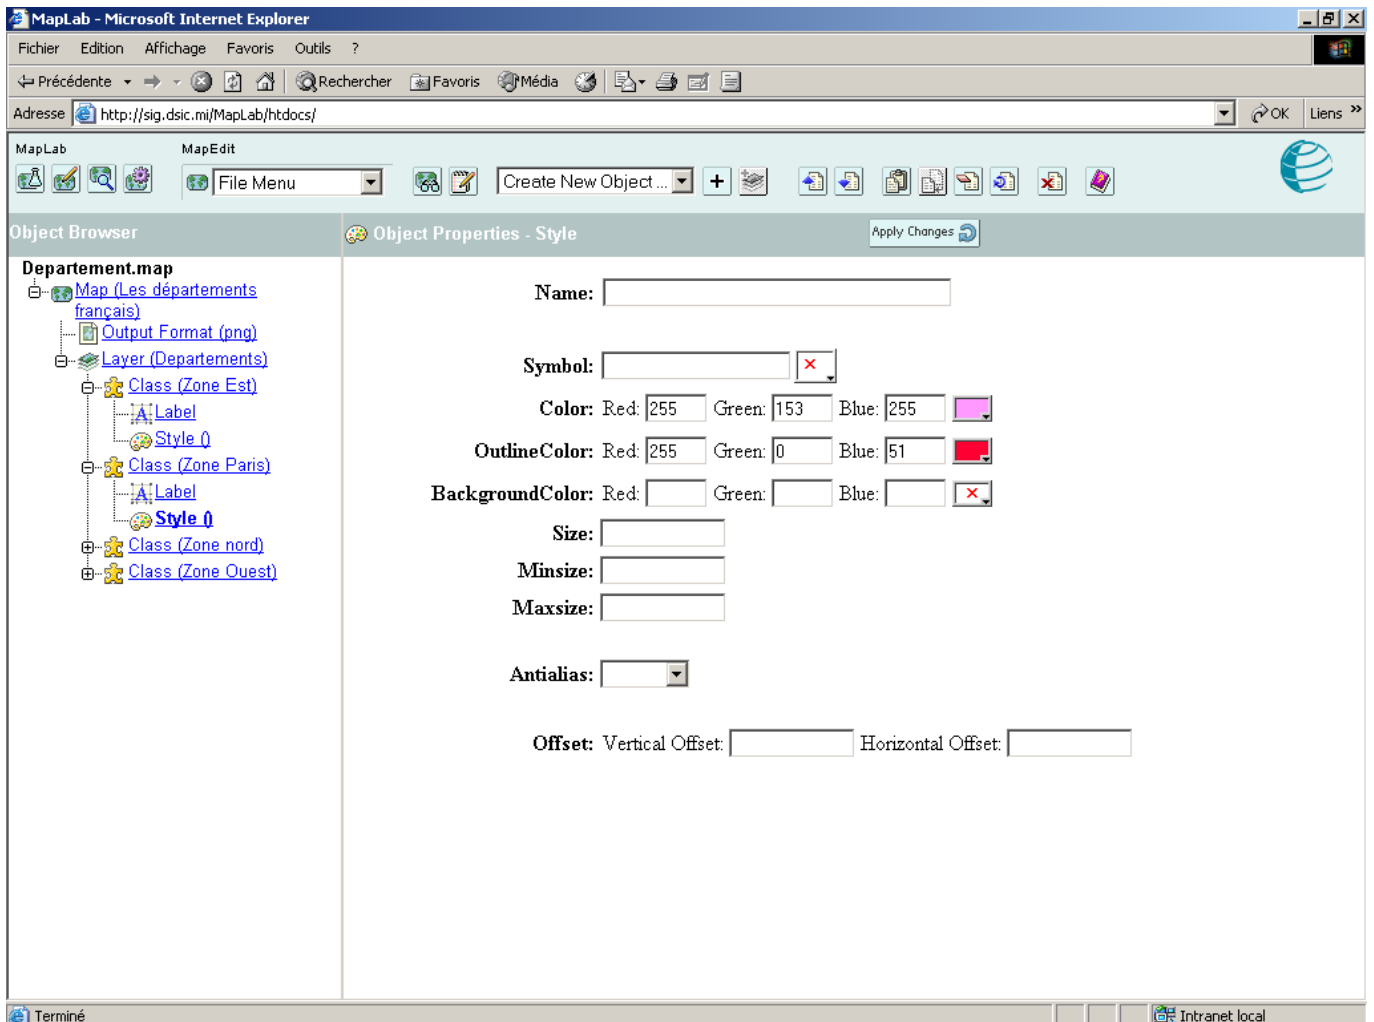 MapLab - Microsoft Internet Explorer
Fichier Edition Affichage Favoris Outils ?
Précédente Rechercher Favoris Média
Adresse http://sig.dsic.mi/MapLab/htdocs/ OK Liens »
MapLab MapEdit
File Menu Create New Object ...
Object Browser Object Properties - Style Apply Changes
Departement.map
Map (Les départements
français)
Output Format (png)
Layer (Departements)
Class (Zone Est)
Label
Style ()
Class (Zone Paris)
Label
Style ()
Class (Zone nord)
Class (Zone Ouest)
Name:
Symbol:
Color: Red: 255 Green: 153 Blue: 255
OutlineColor: Red: 255 Green: 0 Blue: 51
BackgroundColor: Red: Green: Blue:
Size:
Minsize:
Maxsize:
Antialias:
Offset: Vertical Offset: Horizontal Offset:
Terminé Intranet local